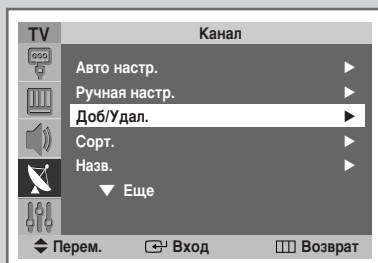 TV Канал
Авто настр.
Ручная настр.
Доб/Удал.
Сорт.
Назв.
Еще
Перем. Вход Возврат